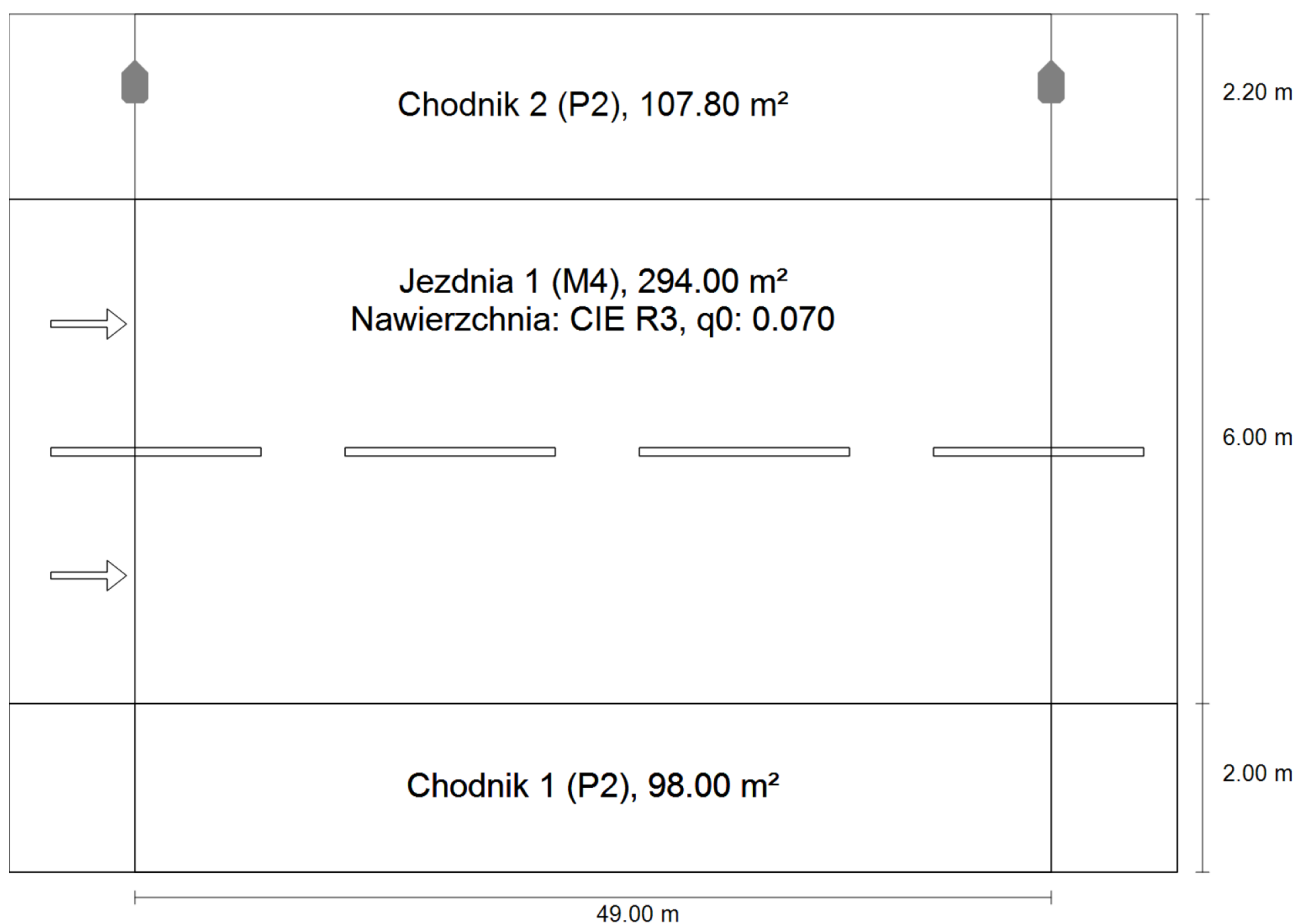 Chodnik 2 (P2), 107.80 m²
2.20 m
Jezdnia 1 (M4), 294.00 m²
Nawierzchnia: CIE R3, q0: 0.070
6.00 m
Chodnik 1 (P2), 98.00 m²
2.00 m
49.00 m